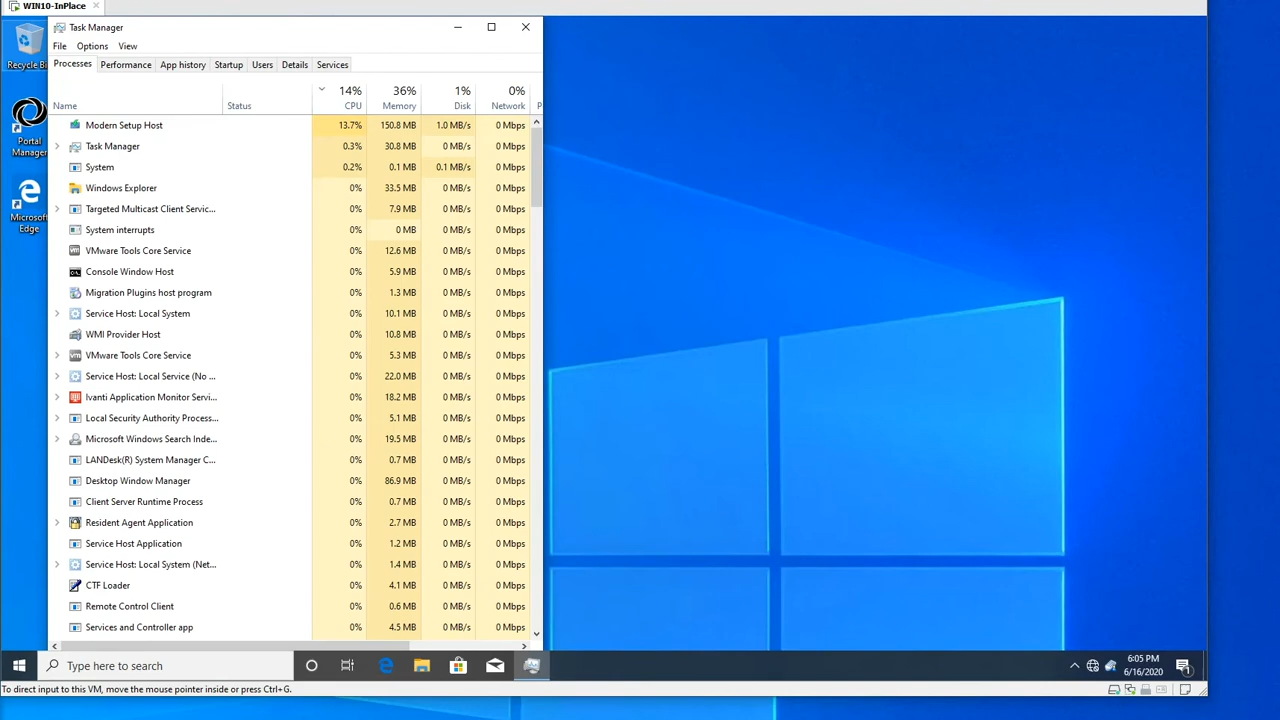 WIN10-InPlace
Task Manager
File Options View
Processes Performance App history Startup Users Details Services
14% 36% 1% 0%
Name Status CPU Memory Disk Network P
Modern Setup Host 13.7% 150.8 MB 1.0 MB/s 0 Mbps
Task Manager 0.3% 30.8 MB 0 MB/s 0 Mbps
System 0.2% 0.1 MB 0.1 MB/s 0 Mbps
Windows Explorer 0% 33.5 MB 0 MB/s 0 Mbps
Targeted Multicast Client Servic... 0% 7.9 MB 0 MB/s 0 Mbps
System interrupts 0% 0 MB 0 MB/s 0 Mbps
VMware Tools Core Service 0% 12.6 MB 0 MB/s 0 Mbps
Console Window Host 0% 5.9 MB 0 MB/s 0 Mbps
Migration Plugins host program 0% 1.3 MB 0 MB/s 0 Mbps
Service Host: Local System 0% 10.1 MB 0 MB/s 0 Mbps
WMI Provider Host 0% 10.8 MB 0 MB/s 0 Mbps
VMware Tools Core Service 0% 5.3 MB 0 MB/s 0 Mbps
Service Host: Local Service (No ... 0% 22.0 MB 0 MB/s 0 Mbps
Ivanti Application Monitor Servi... 0% 18.2 MB 0 MB/s 0 Mbps
Local Security Authority Process... 0% 5.1 MB 0 MB/s 0 Mbps
Microsoft Windows Search Inde... 0% 19.5 MB 0 MB/s 0 Mbps
LANDesk(R) System Manager C... 0% 0.7 MB 0 MB/s 0 Mbps
Desktop Window Manager 0% 86.9 MB 0 MB/s 0 Mbps
Client Server Runtime Process 0% 0.7 MB 0 MB/s 0 Mbps
Resident Agent Application 0% 2.7 MB 0 MB/s 0 Mbps
Service Host Application 0% 1.2 MB 0 MB/s 0 Mbps
Service Host: Local System (Net... 0% 1.4 MB 0 MB/s 0 Mbps
CTF Loader 0% 4.1 MB 0 MB/s 0 Mbps
Remote Control Client 0% 0.6 MB 0 MB/s 0 Mbps
Services and Controller app 0% 4.5 MB 0 MB/s 0 Mbps
Recycle Bi
Portal
Manager
Microsoft
Edge
Type here to search
6:05 PM
6/16/2020
1
To direct input to this VM, move the mouse pointer inside or press Ctrl+G.